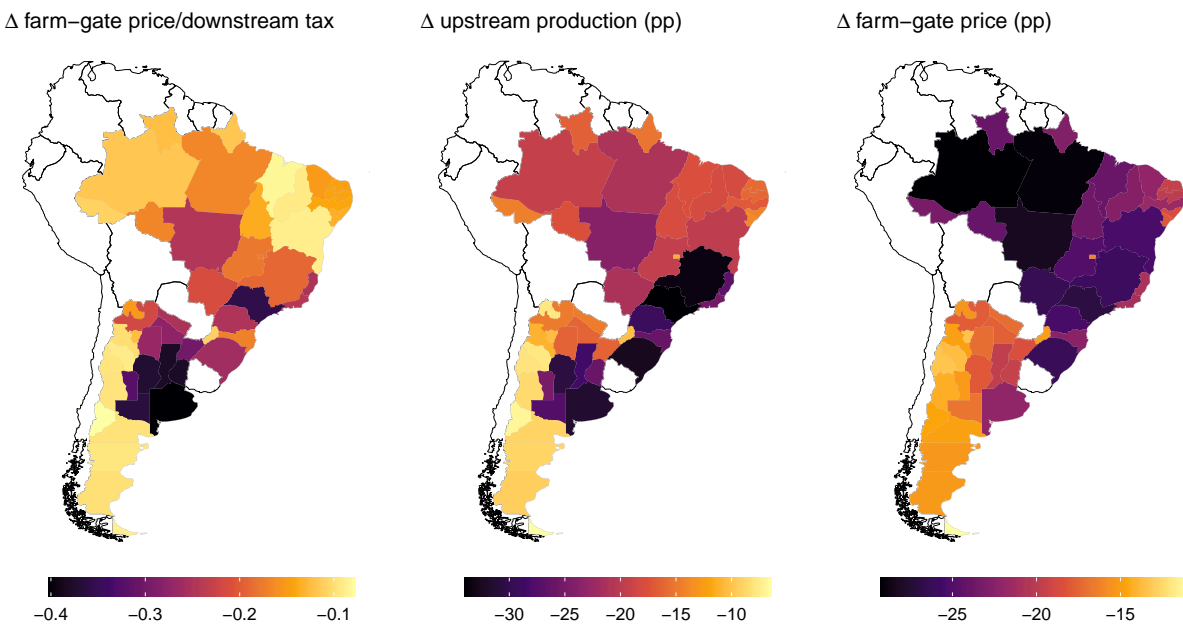 Δ farm−gate price/downstream tax
Δ upstream production (pp)
Δ farm−gate price (pp)
−0.4 −0.3 −0.2 −0.1
−30 −25 −20 −15 −10
−25 −20 −15